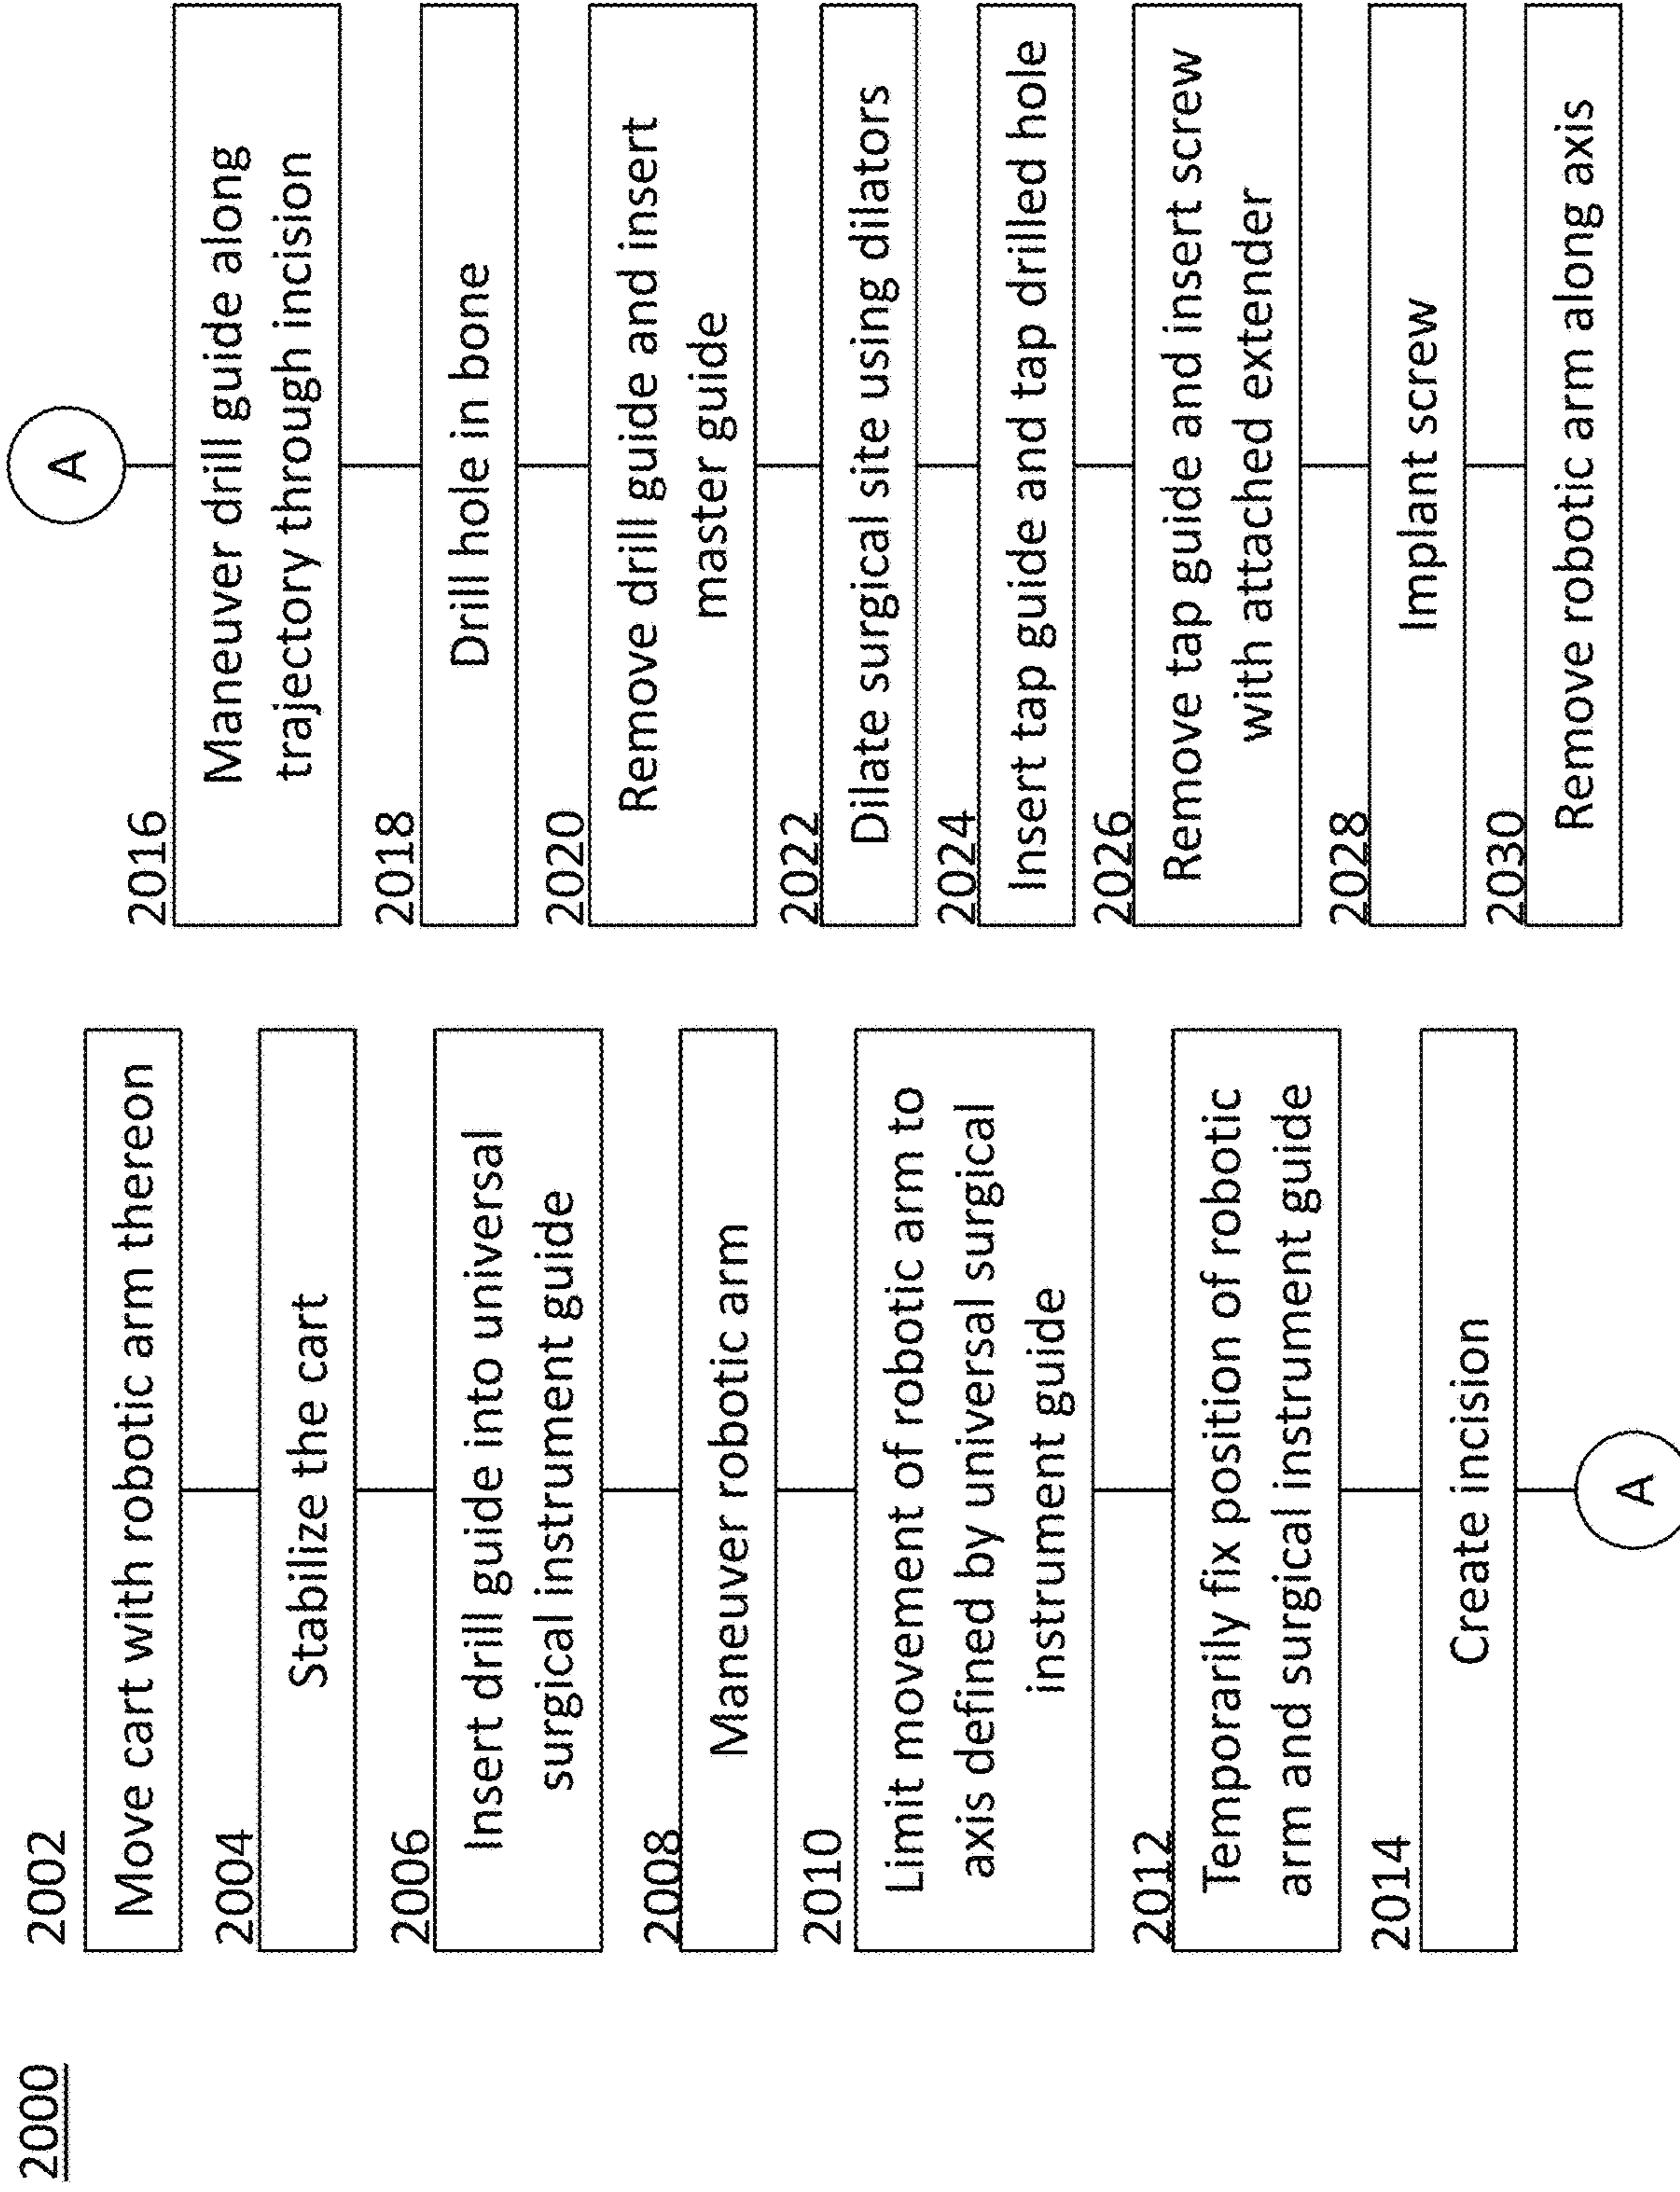 2000
2002
Move cart with robotic arm thereon
2004
Stabilize the cart
2006
Insert drill guide into universal
surgical instrument guide
2008
Maneuver robotic arm
2010
Limit movement of robotic arm to
axis defined by universal surgical
instrument guide
2012
Temporarily fix position of robotic
arm and surgical instrument guide
2014
Create incision
A
A
2016
Maneuver drill guide along
trajectory through incision
2018
Drill hole in bone
2020
Remove drill guide and insert
master guide
2022
Dilate surgical site using dilators
2024
Insert tap guide and tap drilled hole
2026
Remove tap guide and insert screw
with attached extender
2028
Implant screw
2030
Remove robotic arm along axis